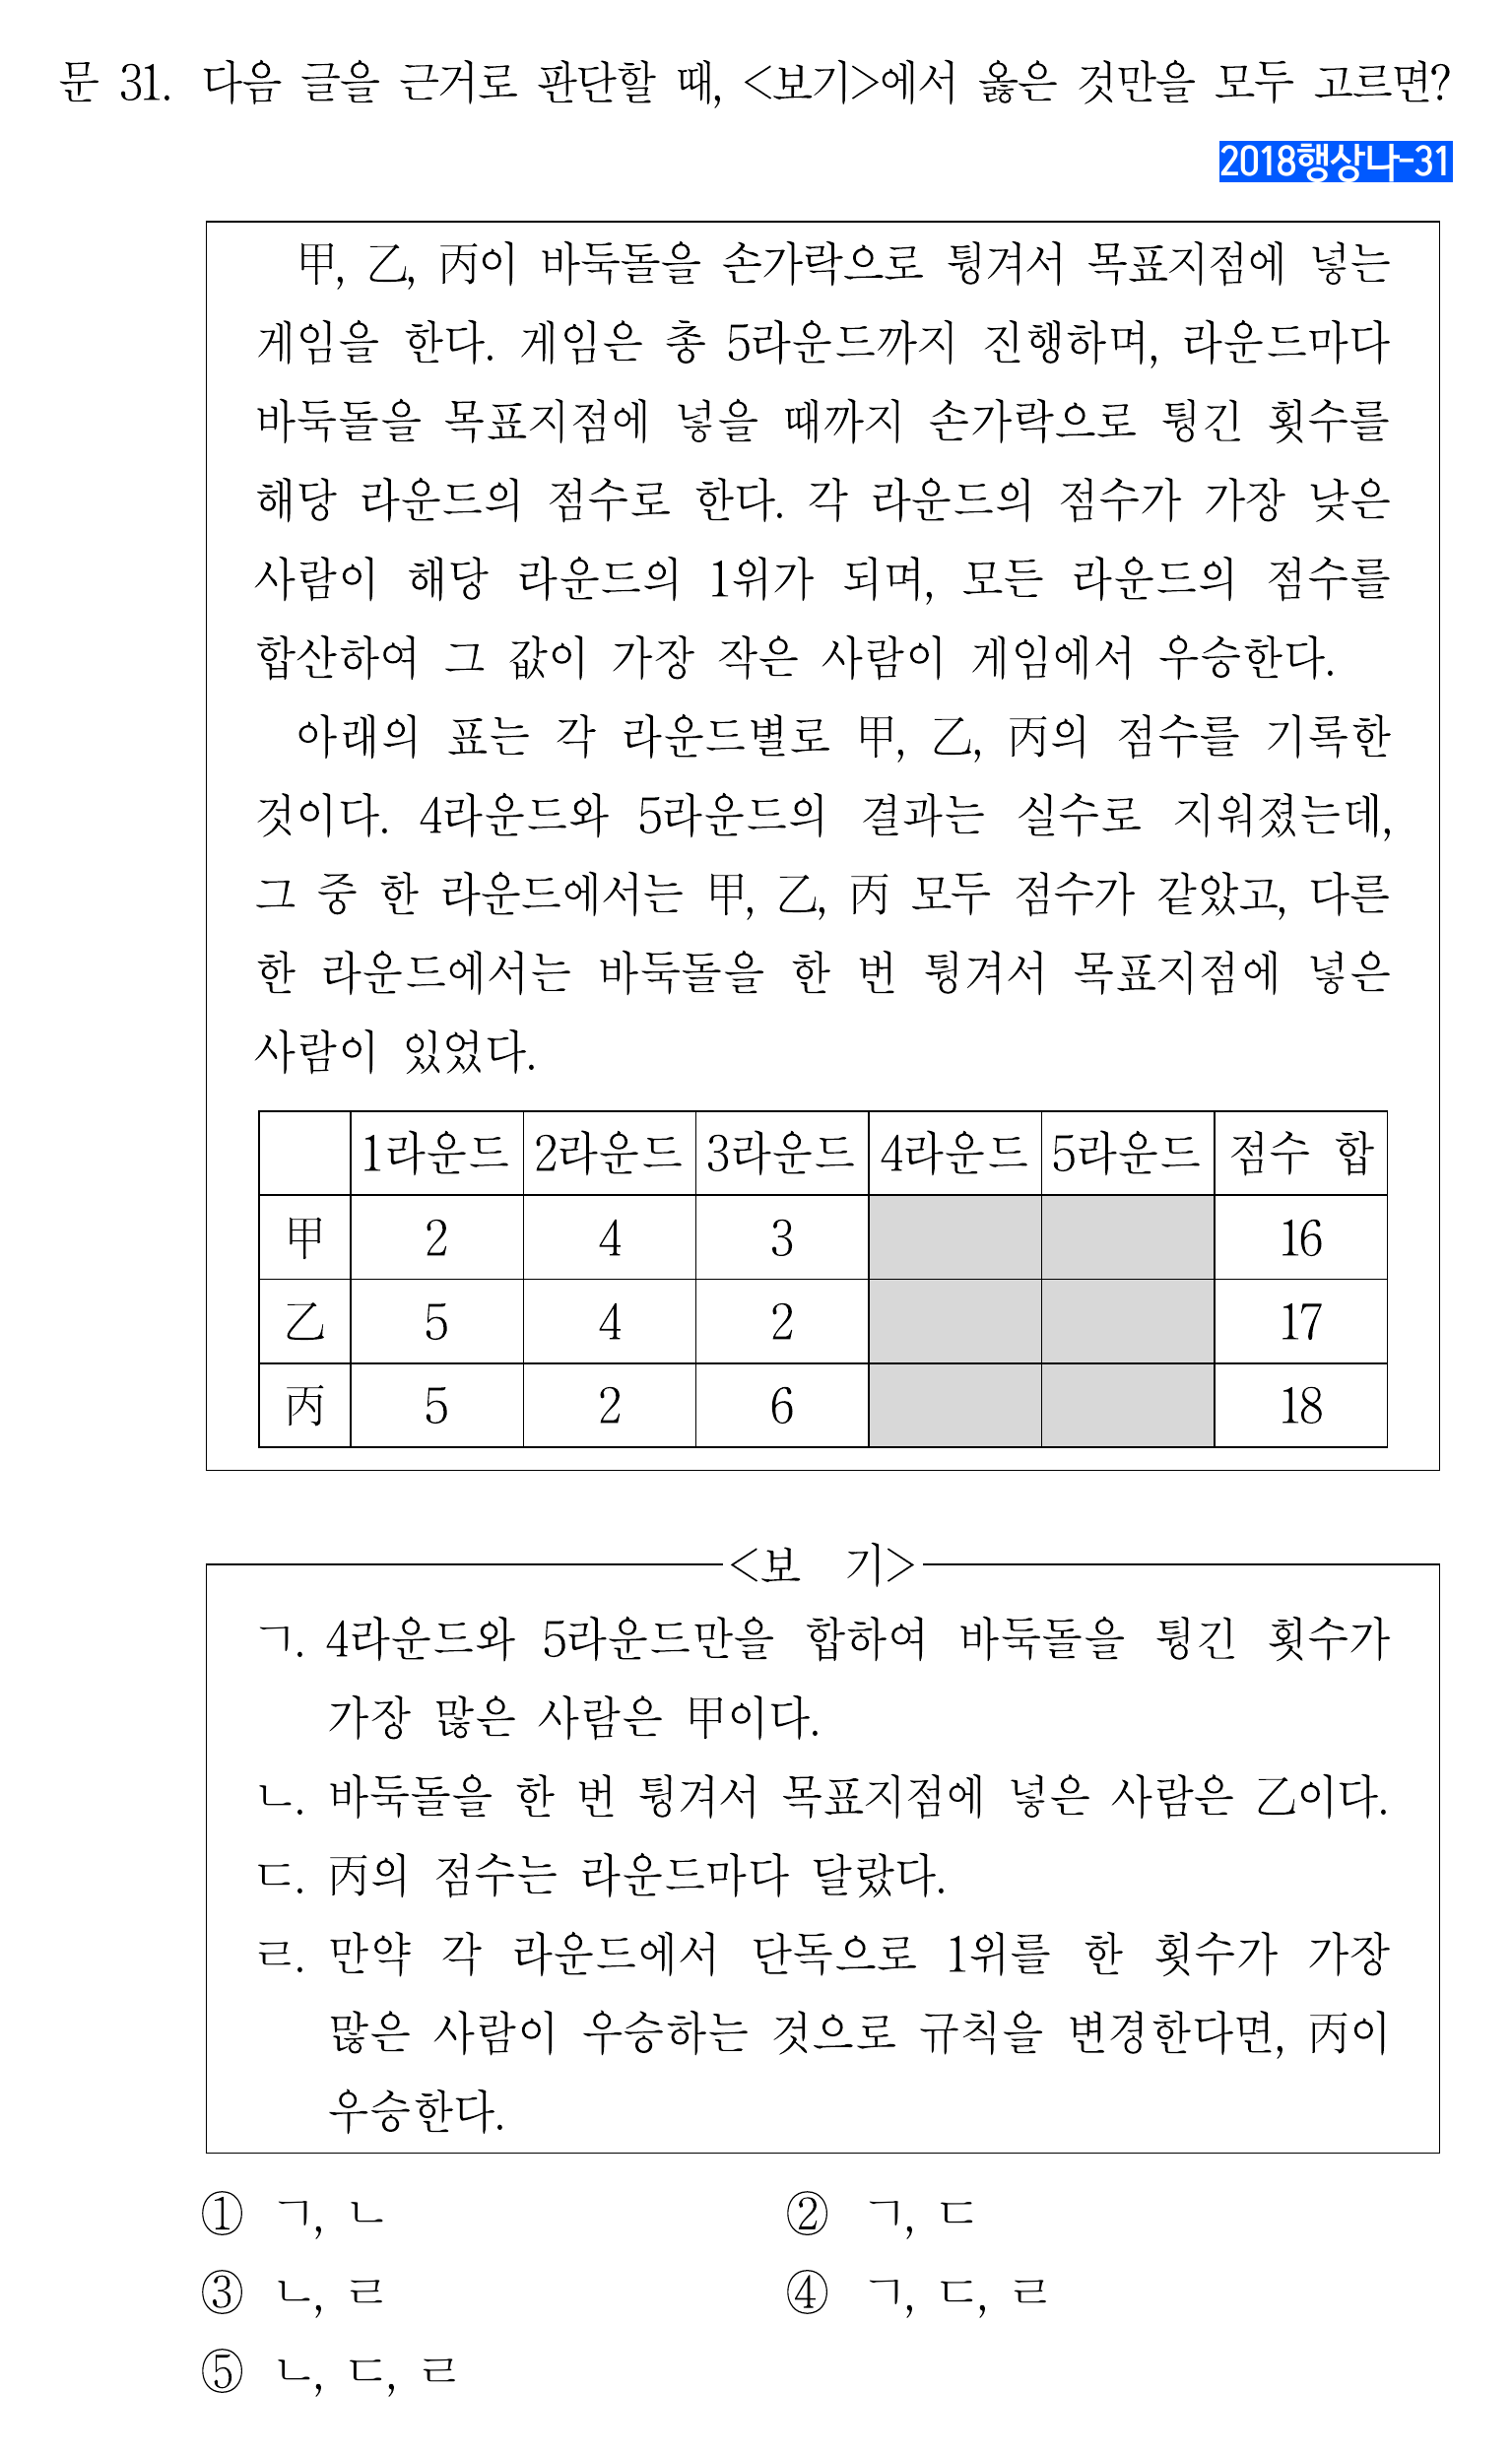 문 31. 다음 글을 근거로 판단할 때, <보기>에서 옳은 것만을 모두 고르면?
2018행상나-31
甲, 乙, 丙이 바둑돌을 손가락으로 튕겨서 목표지점에 넣는
게임을 한다. 게임은 총 5라운드까지 진행하며, 라운드마다
바둑돌을 목표지점에 넣을 때까지 손가락으로 튕긴 횟수를
해당 라운드의 점수로 한다. 각 라운드의 점수가 가장 낮은
사람이 해당 라운드의 1위가 되며, 모든 라운드의 점수를
합산하여 그 값이 가장 작은 사람이 게임에서 우승한다.
아래의 표는 각 라운드별로 甲, 乙, 丙의 점수를 기록한
것이다. 4라운드와 5라운드의 결과는 실수로 지워졌는데,
그 중 한 라운드에서는 甲, 乙, 丙 모두 점수가 같았고, 다른
한 라운드에서는 바둑돌을 한 번 튕겨서 목표지점에 넣은
사람이 있었다.
1라운드 2라운드 3라운드 4라운드 5라운드 점수 합
甲 2 4 3 16
乙 5 4 2 17
丙 5 2 6 18
<보 기>
ㄱ. 4라운드와 5라운드만을 합하여 바둑돌을 튕긴 횟수가
가장 많은 사람은 甲이다.
ㄴ. 바둑돌을 한 번 튕겨서 목표지점에 넣은 사람은 乙이다.
ㄷ. 丙의 점수는 라운드마다 달랐다.
ㄹ. 만약 각 라운드에서 단독으로 1위를 한 횟수가 가장
많은 사람이 우승하는 것으로 규칙을 변경한다면, 丙이
우승한다.
① ㄱ, ㄴ ② ㄱ, ㄷ
③ ㄴ, ㄹ ④ ㄱ, ㄷ, ㄹ
⑤ ㄴ, ㄷ, ㄹ